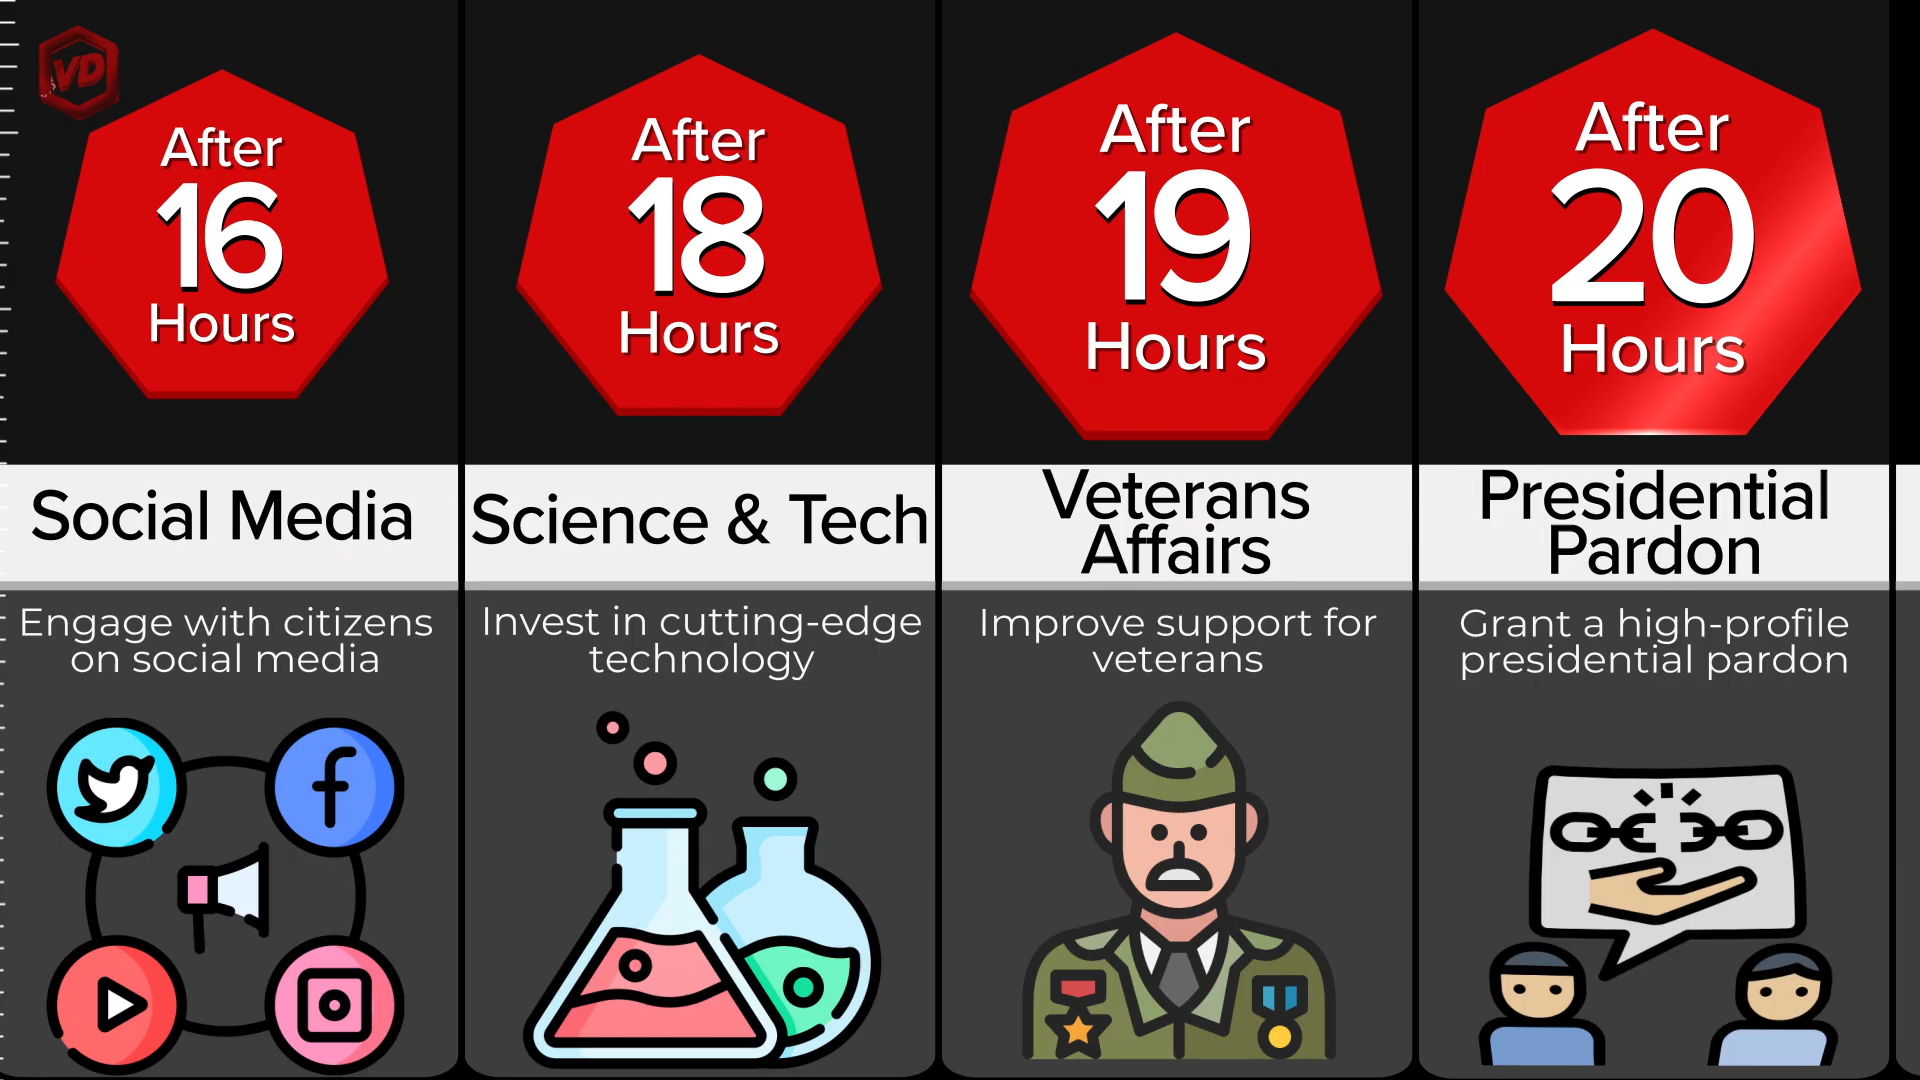 VD
After
16
Hours
Social Media
Engage with citizens
on social media
After
18
Hours
Science & Tech
Invest in cutting-edge
technology
After
19
Hours
Veterans
Affairs
Improve support for
veterans
After
20
Hours
Presidential
Pardon
Grant a high-profile
presidential pardon